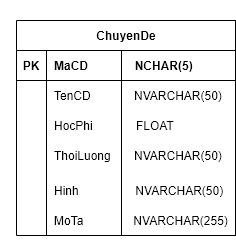 ChuyenDe
PK MaCD NCHAR(5)
TenCD NVARCHAR(50)
HocPhi FLOAT
ThoiLuong NVARCHAR(50)
Hinh NVARCHAR(50)
MoTa NVARCHAR(255)